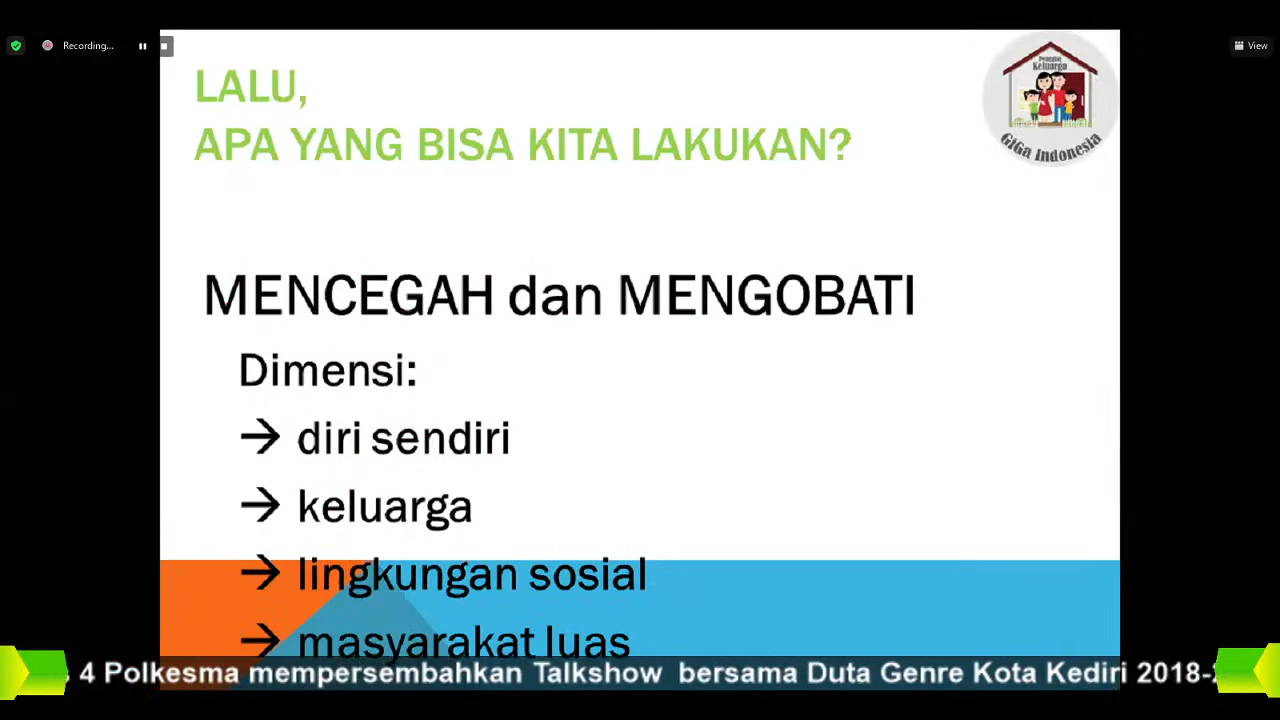 Recording...
View
LALU,
APA YANG BISA KITA LAKUKAN?
Penggiat
Keluarga
GiGa Indonesia
MENCEGAH dan MENGOBATI
Dimensi:
→ diri sendiri
→ keluarga
→ lingkungan sosial
→ masyarakat luas
4 Polkesma mempersembahkan Talkshow bersama Duta Genre Kota Kediri 2018-